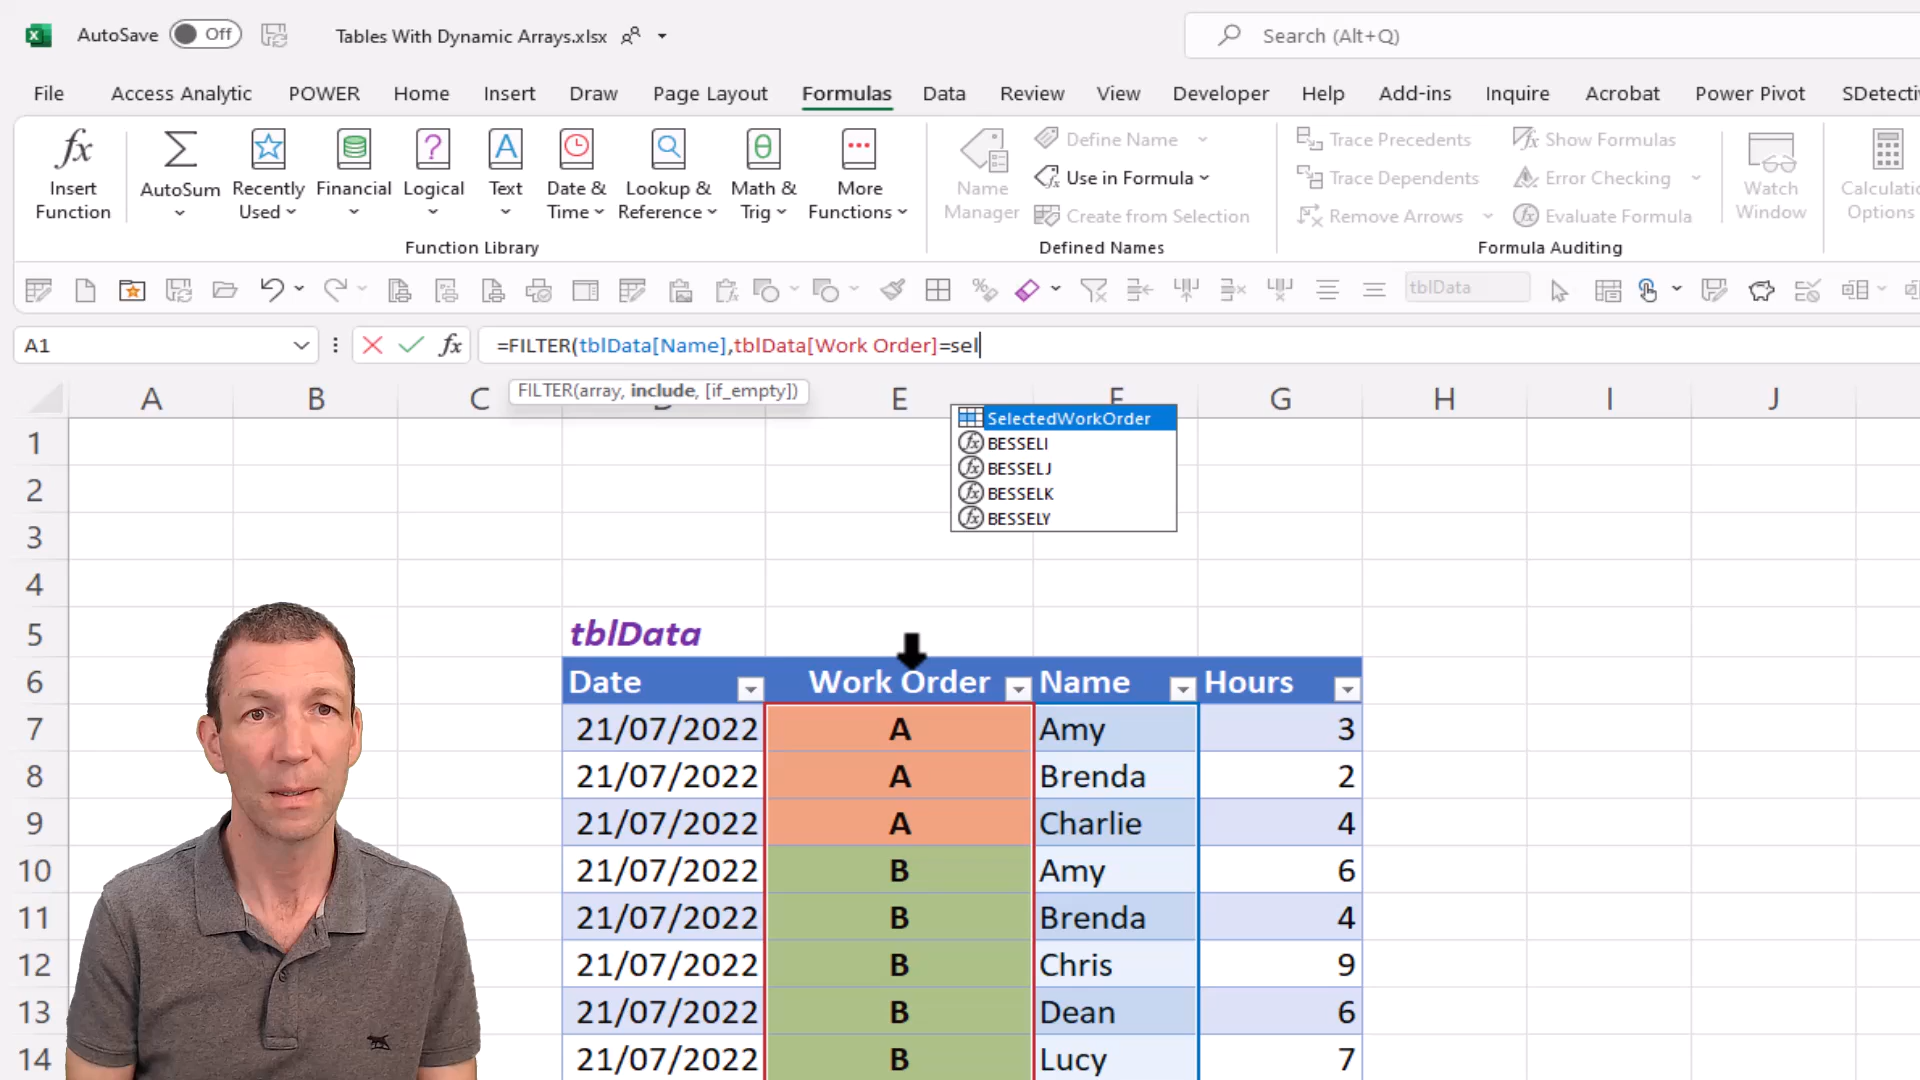 AutoSave Off Tables With Dynamic Arrays.xlsx Search (Alt+Q)
File Access Analytic POWER Home Insert Draw Page Layout Formulas Data Review View Developer Help Add-ins Inquire Acrobat Power Pivot SDetecti
Insert Function
AutoSum
Recently Used
Financial
Logical
Text
Date & Time
Lookup & Reference
Math & Trig
More Functions
Function Library
Name Manager
Define Name
Use in Formula
Create from Selection
Defined Names
Trace Precedents
Trace Dependents
Remove Arrows
Show Formulas
Error Checking
Evaluate Formula
Formula Auditing
Watch Window
Calculatio
Options
tblData
A1 fx =FILTER(tblData[Name],tblData[Work Order]=sel
FILTER(array, include, [if_empty])
A B C D E F G H I J
SelectedWorkOrder
BESSELI
BESSELJ
BESSELK
BESSELY
1
2
3
4
5 tblData
6 Date Work Order Name Hours
7 21/07/2022 A Amy 3
8 21/07/2022 A Brenda 2
9 21/07/2022 A Charlie 4
10 21/07/2022 B Amy 6
11 21/07/2022 B Brenda 4
12 21/07/2022 B Chris 9
13 21/07/2022 B Dean 6
14 21/07/2022 B Lucy 7